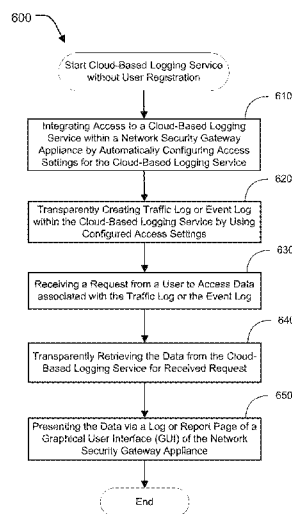 600
Start Cloud-Based Logging Service
without User Registration
610
Integrating Access to a Cloud-Based Logging
Service within a Network Security Gateway
Appliance by Automatically Configuring Access
Settings for the Cloud-Based Logging Service
620
Transparently Creating Traffic Log or Event Log
within the Cloud-Based Logging Service by Using
Configured Access Settings
630
Receiving a Request from a User to Access Data
associated with the Traffic Log or the Event Log
640
Transparently Retrieving the Data from the Cloud-
Based Logging Service for Received Request
650
Presenting the Data via a Log or Report Page of a
Graphical User Interface (GUI) of the Network
Security Gateway Appliance
End